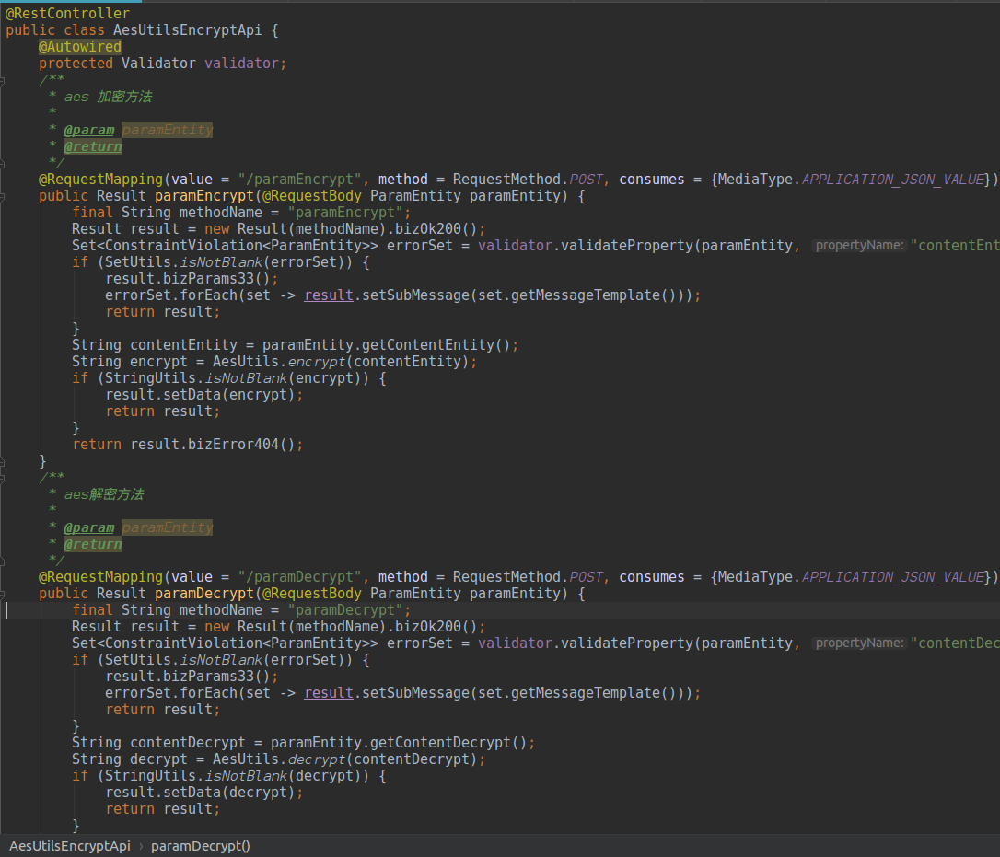 @RestController
public class AesUtilsEncryptApi {
    @Autowired
    protected Validator validator;
    /**
     * aes 加密方法
     *
     * @param paramEntity
     * @return
     */
    @RequestMapping(value = "/paramEncrypt", method = RequestMethod.POST, consumes = {MediaType.APPLICATION_JSON_VALUE})
    public Result paramEncrypt(@RequestBody ParamEntity paramEntity) {
        final String methodName = "paramEncrypt";
        Result result = new Result(methodName).bizOk200();
        Set<ConstraintViolation<ParamEntity>> errorSet = validator.validateProperty(paramEntity, propertyName: "contentEnt
        if (SetUtils.isNotBlank(errorSet)) {
            result.bizParams33();
            errorSet.forEach(set -> result.setSubMessage(set.getMessageTemplate()));
            return result;
        }
        String contentEntity = paramEntity.getContentEntity();
        String encrypt = AesUtils.encrypt(contentEntity);
        if (StringUtils.isNotBlank(encrypt)) {
            result.setData(encrypt);
            return result;
        }
        return result.bizError404();
    }
    /**
     * aes解密方法
     *
     * @param paramEntity
     * @return
     */
    @RequestMapping(value = "/paramDecrypt", method = RequestMethod.POST, consumes = {MediaType.APPLICATION_JSON_VALUE})
    public Result paramDecrypt(@RequestBody ParamEntity paramEntity) {
        final String methodName = "paramDecrypt";
        Result result = new Result(methodName).bizOk200();
        Set<ConstraintViolation<ParamEntity>> errorSet = validator.validateProperty(paramEntity, propertyName: "contentDec
        if (SetUtils.isNotBlank(errorSet)) {
            result.bizParams33();
            errorSet.forEach(set -> result.setSubMessage(set.getMessageTemplate()));
            return result;
        }
        String contentDecrypt = paramEntity.getContentDecrypt();
        String decrypt = AesUtils.decrypt(contentDecrypt);
        if (StringUtils.isNotBlank(decrypt)) {
            result.setData(decrypt);
            return result;
        }
AesUtilsEncryptApi › paramDecrypt()